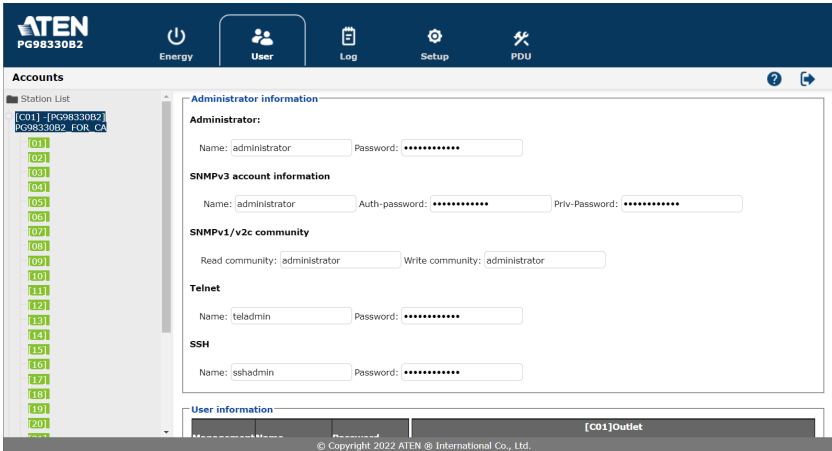 ATEN
PG98330B2
Energy
User
Log
Setup
PDU
Accounts
?
Station List
[C01] -[PG98330B2]
PG98330B2_FOR_CA
[01]
[02]
[03]
[04]
[05]
[06]
[07]
[08]
[09]
[10]
[11]
[12]
[13]
[14]
[15]
[16]
[17]
[18]
[19]
[20]
Administrator information
Administrator:
Name: administrator Password: ••••••••••••
SNMPv3 account information
Name: administrator Auth-password: •••••••••••• Priv-Password: ••••••••••••
SNMPv1/v2c community
Read community: administrator Write community: administrator
Telnet
Name: teladmin Password: ••••••••••••
SSH
Name: sshadmin Password: ••••••••••••
User information
[C01]Outlet
Management Name Password
© Copyright 2022 ATEN ® International Co., Ltd.